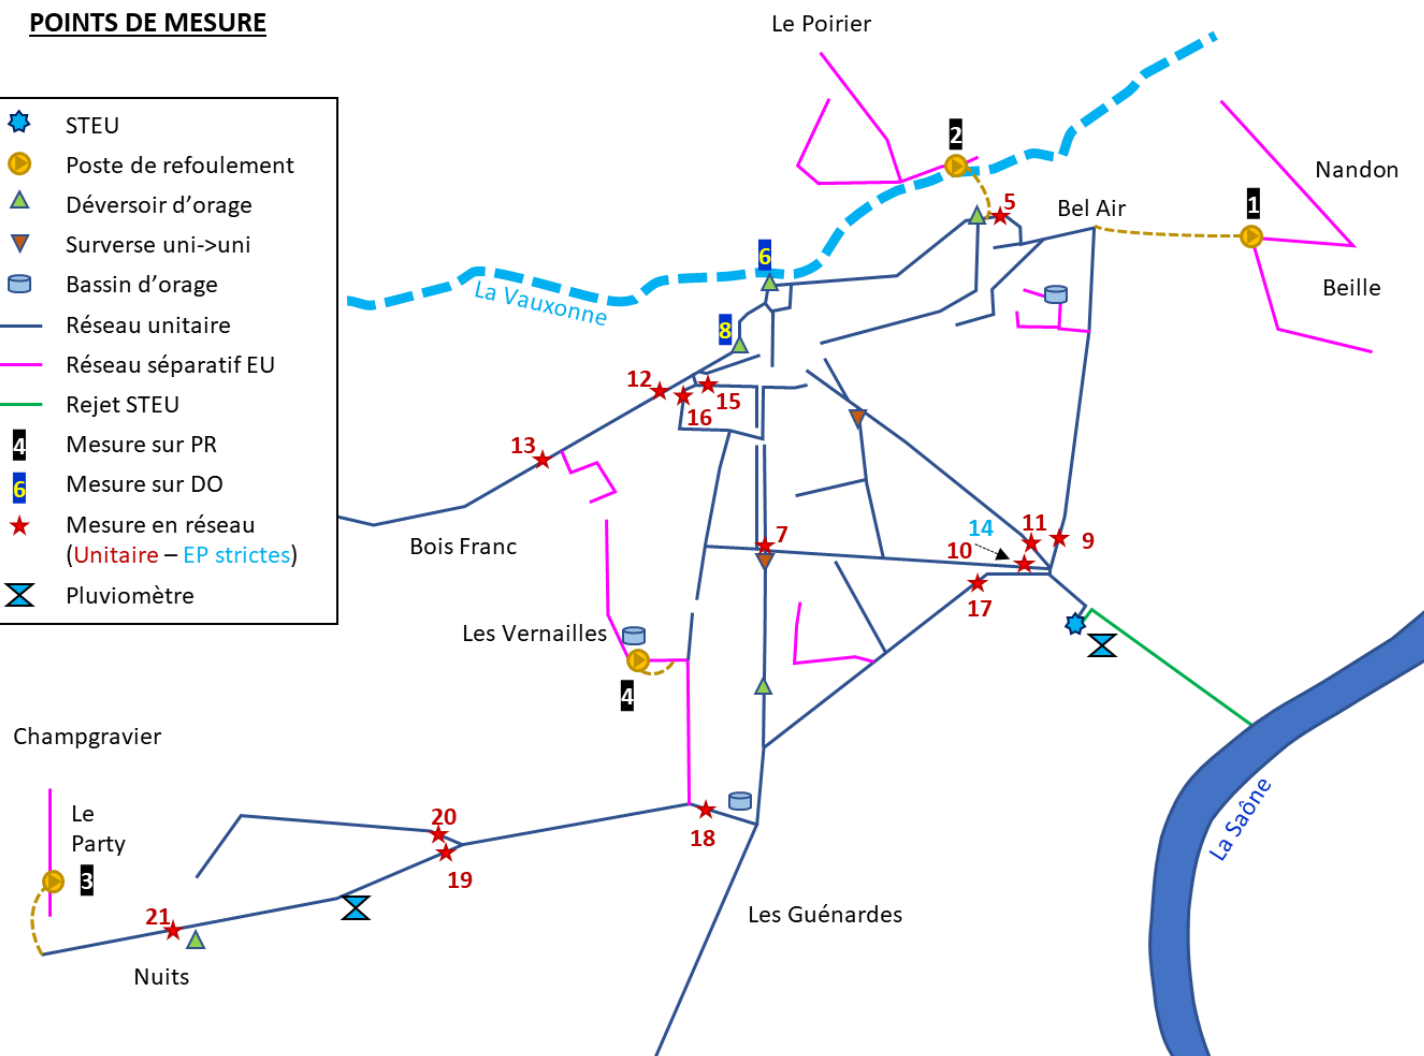 POINTS DE MESURE
STEU
Poste de refoulement
Déversoir d'orage
Surverse uni->uni
Bassin d'orage
Réseau unitaire
Réseau séparatif EU
Rejet STEU
4 Mesure sur PR
6 Mesure sur DO
Mesure en réseau
(Unitaire – EP strictes)
Pluviomètre
Le Poirier
2
Nandon
5
Bel Air
1
6
Beille
La Vauxonne
8
12
15
16
13
14
11
7
9
10
Bois Franc
17
Les Vernailles
4
Champgravier
La Saône
Le
Party
20
18
3
19
21
Les Guénardes
Nuits